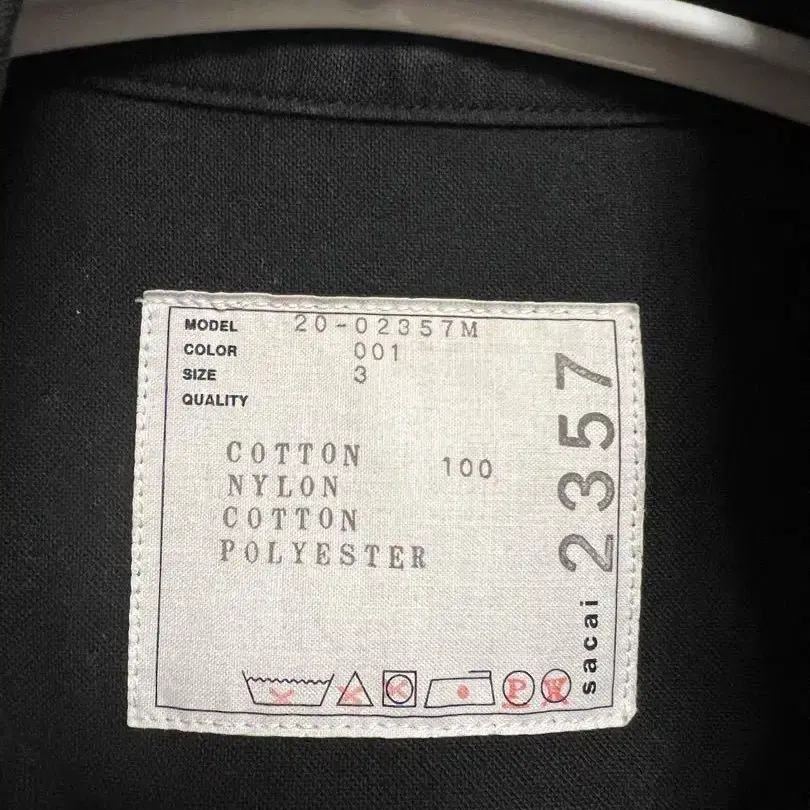 MODEL 20-02357M
COLOR 001
SIZE 3
QUALITY
COTTON 100
NYLON
COTTON
POLYESTER
sacai 2357
P W